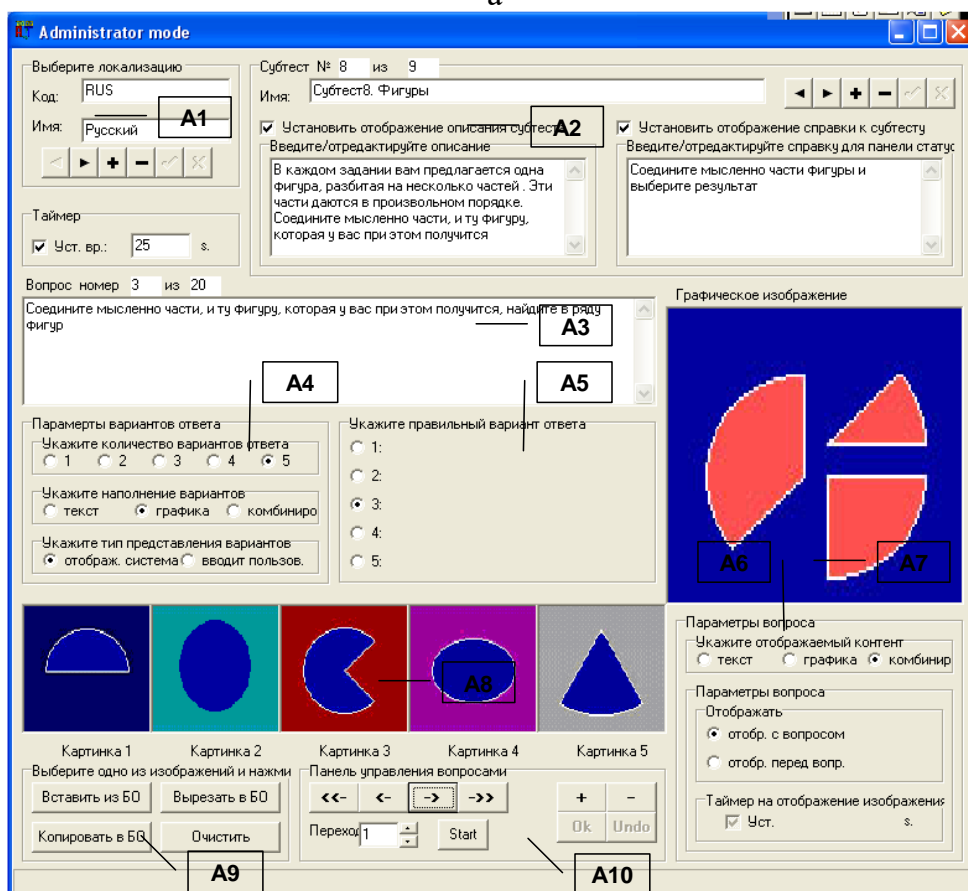 а
Administrator mode
Выберите локализацию
Код:
RUS
Имя:
Русский
A1
Таймер
Уст. вр.:
25
s.
Субтест № 8 из 9
Имя:
Субтест8. Фигуры
Установить отображение описания субтеста
A2
Введите/отредактируйте описание
В каждом задании вам предлагается одна
фигура, разбитая на несколько частей . Эти
части даются в произвольном порядке.
Соедините мысленно части, и ту фигуру,
которая у вас при этом получится
Установить отображение справки к субтесту
Введите/отредактируйте справку для панели статус
Соедините мысленно части фигуры и
выберите результат
Вопрос номер 3 из 20
Соедините мысленно части, и ту фигуру, которая у вас при этом получится, найдите в ряду
фигур
A3
A4
A5
Графическое изображение
A6
A7
Параметры вариантов ответа
Укажите количество вариантов ответа
1 2 3 4 5
Укажите наполнение вариантов
текст графика комбиниро
Укажите тип представления вариантов
отображ. система вводит пользов.
Укажите правильный вариант ответа
1:
2:
3:
4:
5:
A8
Картинка 1 Картинка 2 Картинка 3 Картинка 4 Картинка 5
Параметры вопроса
Укажите отображаемый контент
текст графика комбинир
Параметры вопроса
Отображать
отобр. с вопросом
отобр. перед вопр.
Таймер на отображение изображения
Уст. s.
Выберите одно из изображений и нажми
Вставить из БО Вырезать в БО
Копировать в БО Очистить
A9
Панель управления вопросами
<<- <- -> ->>
Переход 1 Start
+ -
Ok Undo
A10